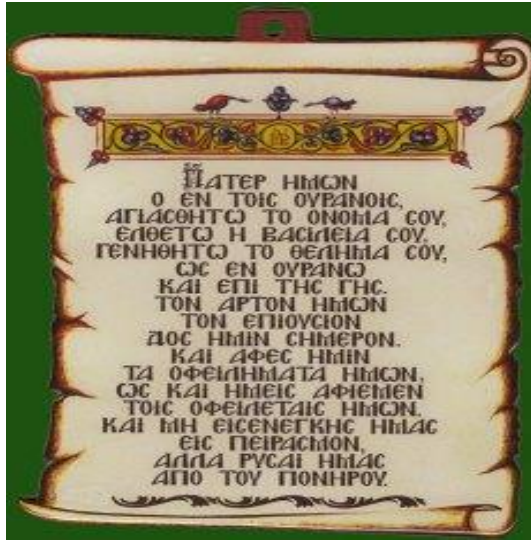 ΠΑΤΕΡ ΗΜΩΝ
Ο ΕΝ ΤΟΙϹ ΟΥΡΑΝΟΙϹ,
ΑΓΙΑϹΘΗΤΩ ΤΟ ΟΝΟΜΑ ϹΟΥ,
ΕΛΘΕΤΩ Η ΒΑϹΙΛΕΙΑ ϹΟΥ,
ΓΕΝΗΘΗΤΩ ΤΟ ΘΕΛΗΜΑ ϹΟΥ,
ΩϹ ΕΝ ΟΥΡΑΝΩ
ΚΑΙ ΕΠΙ ΤΗϹ ΓΗϹ.
ΤΟΝ ΑΡΤΟΝ ΗΜΩΝ
ΤΟΝ ΕΠΙΟΥϹΙΟΝ
ΔΟϹ ΗΜΙΝ ϹΗΜΕΡΟΝ.
ΚΑΙ ΑΦΕϹ ΗΜΙΝ
ΤΑ ΟΦΕΙΛΗΜΑΤΑ ΗΜΩΝ,
ΩϹ ΚΑΙ ΗΜΕΙϹ ΑΦΙΕΜΕΝ
ΤΟΙϹ ΟΦΕΙΛΕΤΑΙϹ ΗΜΩΝ.
ΚΑΙ ΜΗ ΕΙϹΕΝΕΓΚΗϹ ΗΜΑϹ
ΕΙϹ ΠΕΙΡΑϹΜΟΝ,
ΑΛΛΑ ΡΥϹΑΙ ΗΜΑϹ
ΑΠΟ ΤΟΥ ΠΟΝΗΡΟΥ.